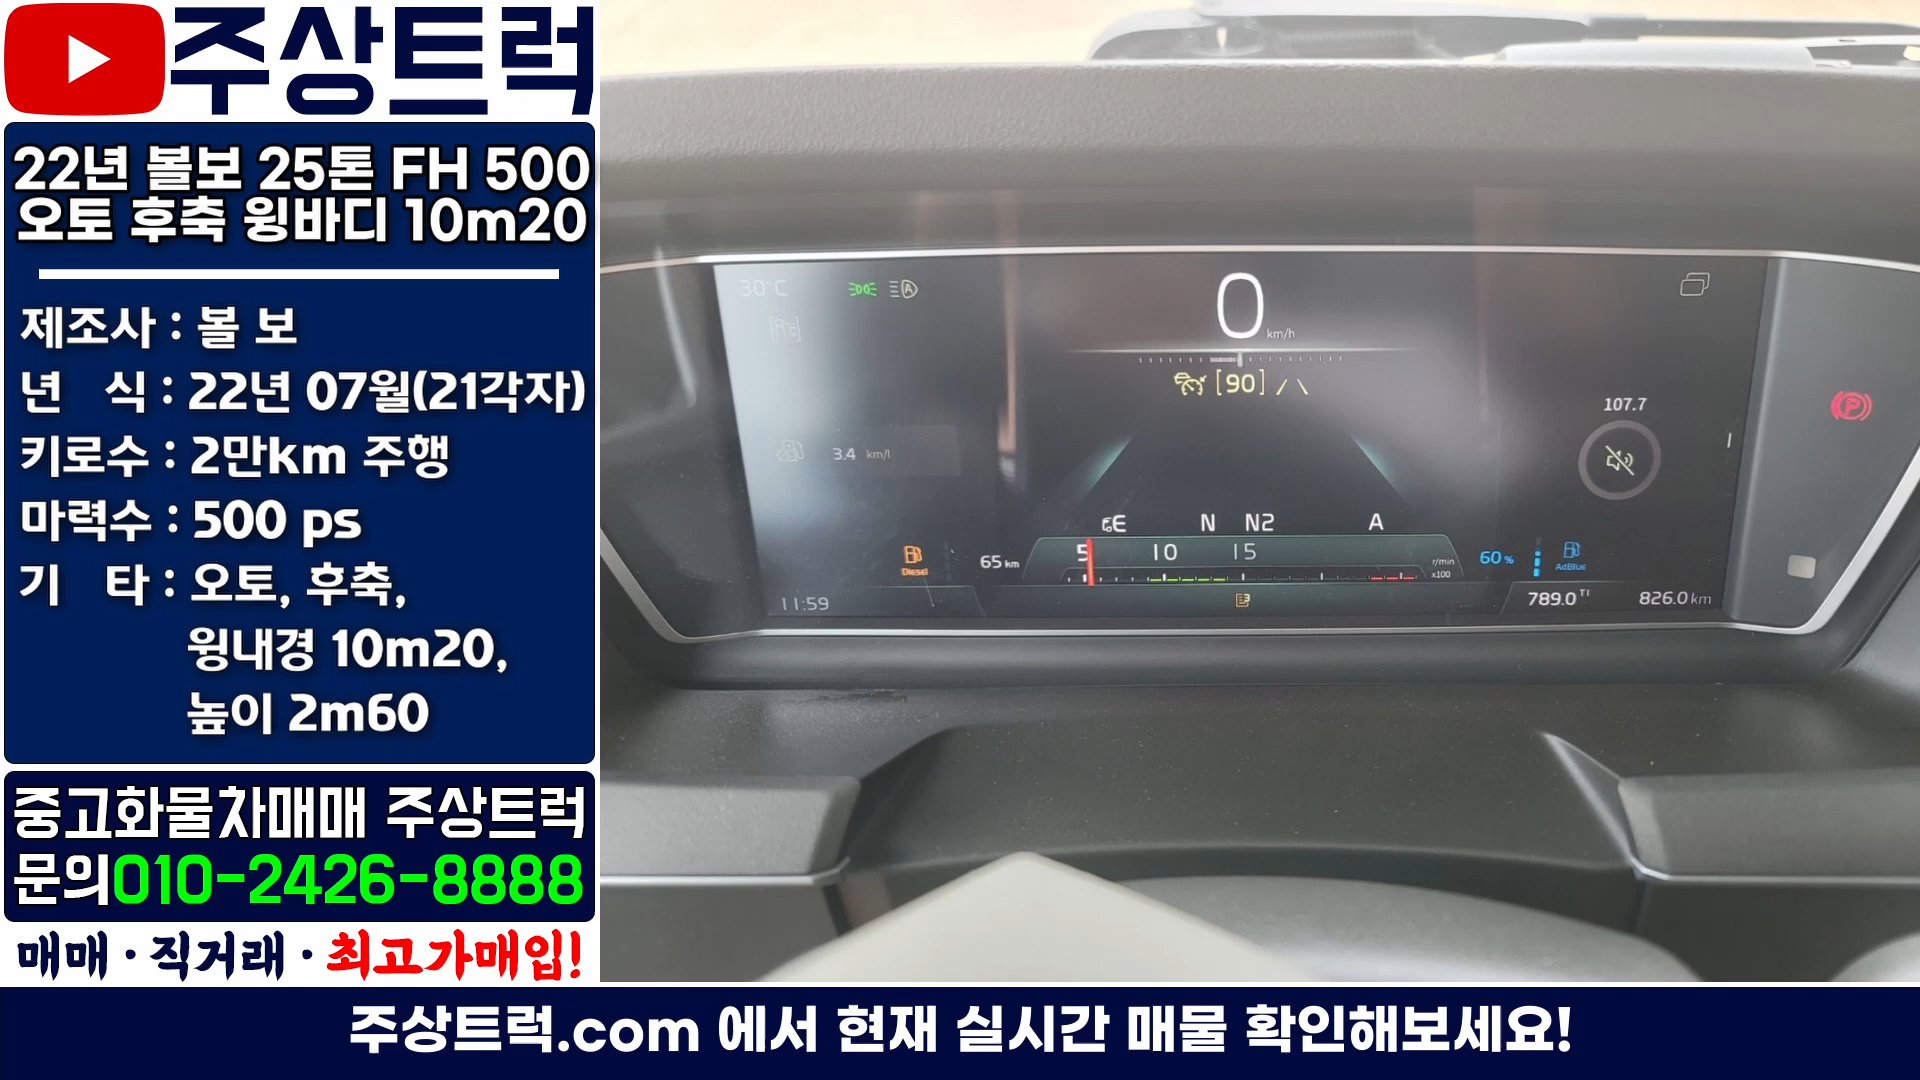 주상트럭
22년 볼보 25톤 FH 500
오토 후축 윙바디 10m20
제조사 : 볼 보
년 식 : 22년 07월(21각자)
키로수 : 2만km 주행
마력수 : 500 ps
기 타 : 오토, 후축,
윙내경 10m20,
높이 2m60
중고화물차매매 주상트럭
문의010-2426-8888
매매 · 직거래 · 최고가매입!
30°C
A
0 km/h
[90]
107.7
P
3.4 km/l
E N N2 A
Diesel
65 km
5 10 15
r/min
x100
60 %
AdBlue
11:59
789.0 T1
826.0 km
주상트럭.com 에서 현재 실시간 매물 확인해보세요!